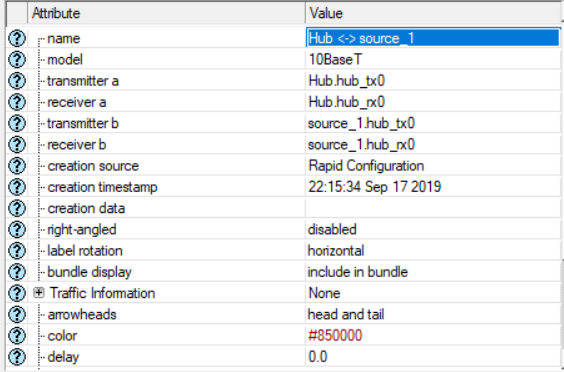 Attribute Value
? name Hub <-> source_1
? model 10BaseT
? transmitter a Hub.hub_tx0
? receiver a Hub.hub_rx0
? transmitter b source_1.hub_tx0
? receiver b source_1.hub_rx0
? creation source Rapid Configuration
? creation timestamp 22:15:34 Sep 17 2019
? creation data
? right-angled disabled
? label rotation horizontal
? bundle display include in bundle
? Traffic Information None
? arrowheads head and tail
? color #850000
? delay 0.0